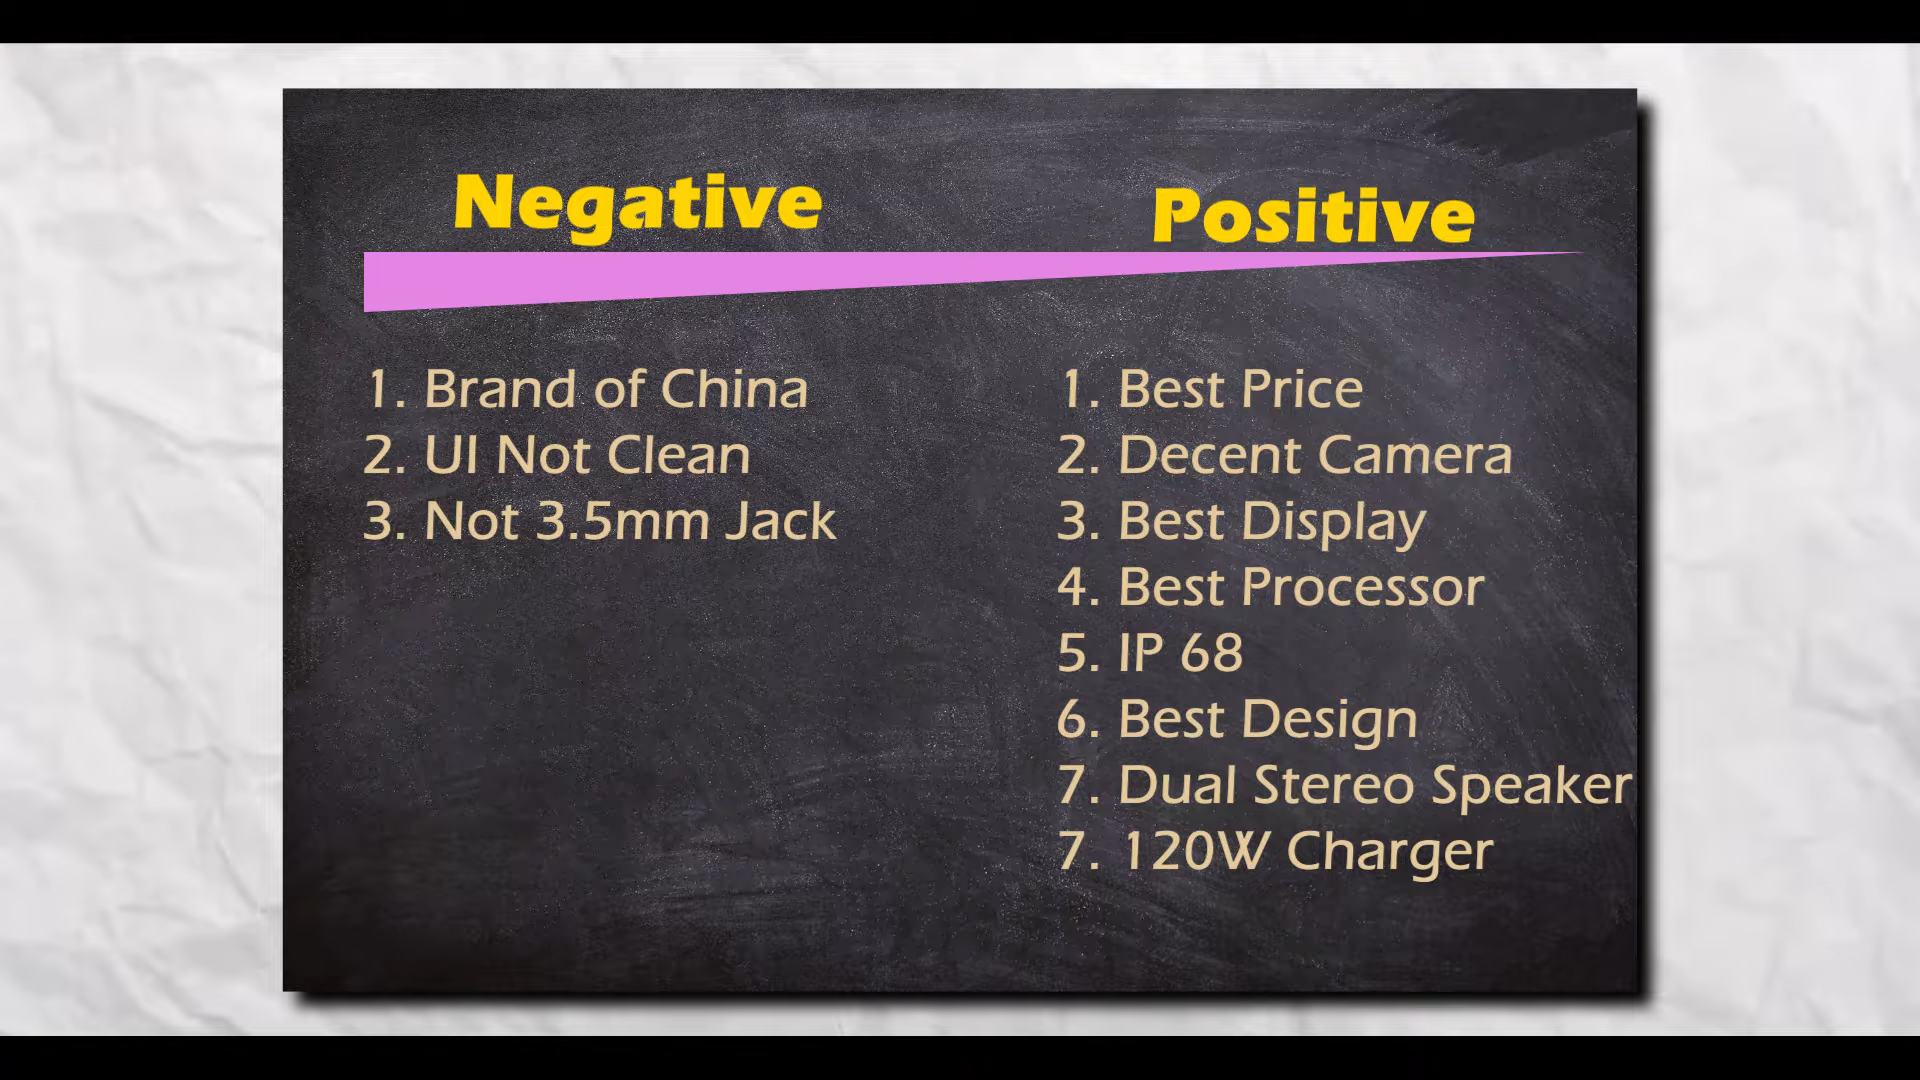 Negative
1. Brand of China
2. UI Not Clean
3. Not 3.5mm Jack
Positive
1. Best Price
2. Decent Camera
3. Best Display
4. Best Processor
5. IP 68
6. Best Design
7. Dual Stereo Speaker
7. 120W Charger